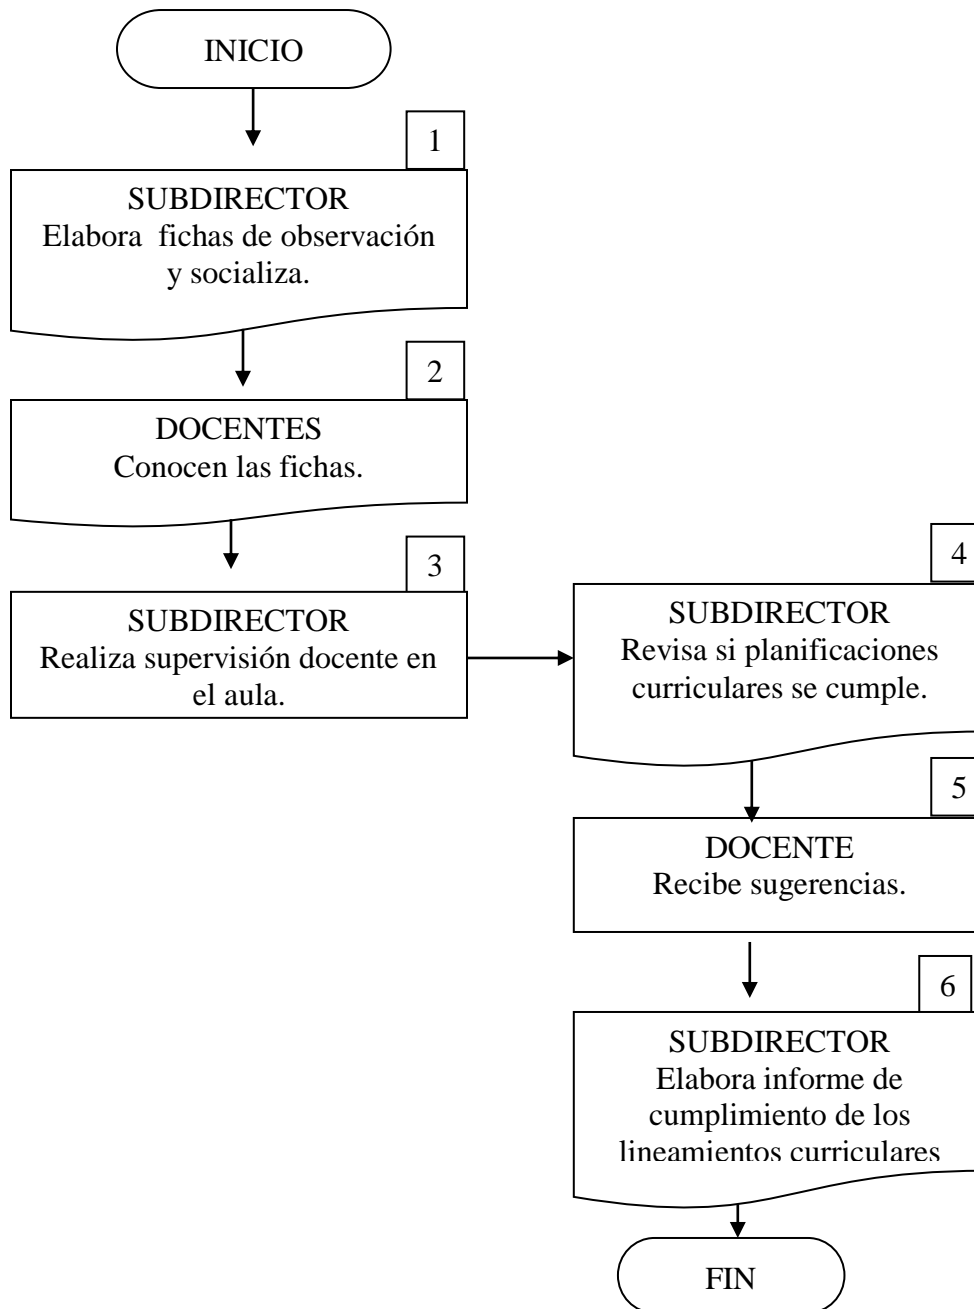 INICIO
1
SUBDIRECTOR
Elabora  fichas de observación
y socializa.
2
DOCENTES
Conocen las fichas.
3
SUBDIRECTOR
Realiza supervisión docente en
el aula.
4
SUBDIRECTOR
Revisa si planificaciones
curriculares se cumple.
5
DOCENTE
Recibe sugerencias.
6
SUBDIRECTOR
Elabora informe de
cumplimiento de los
lineamientos curriculares
FIN